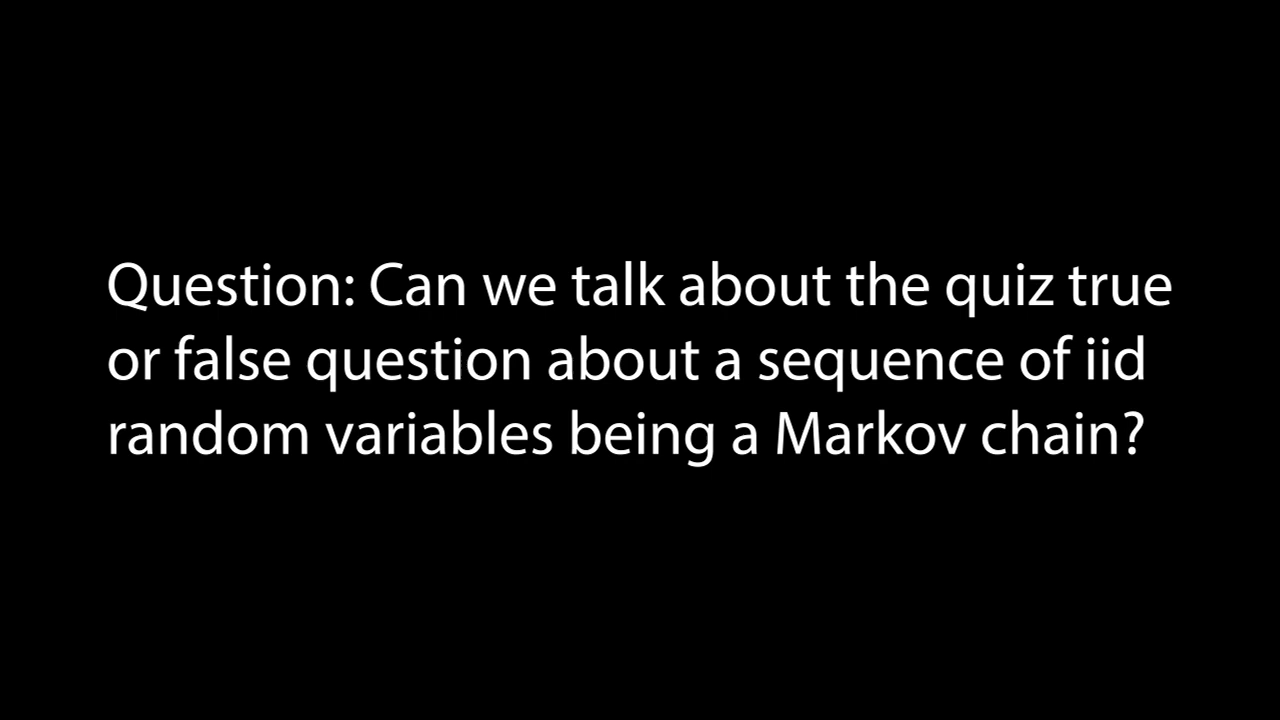 Question: Can we talk about the quiz true
or false question about a sequence of iid
random variables being a Markov chain?